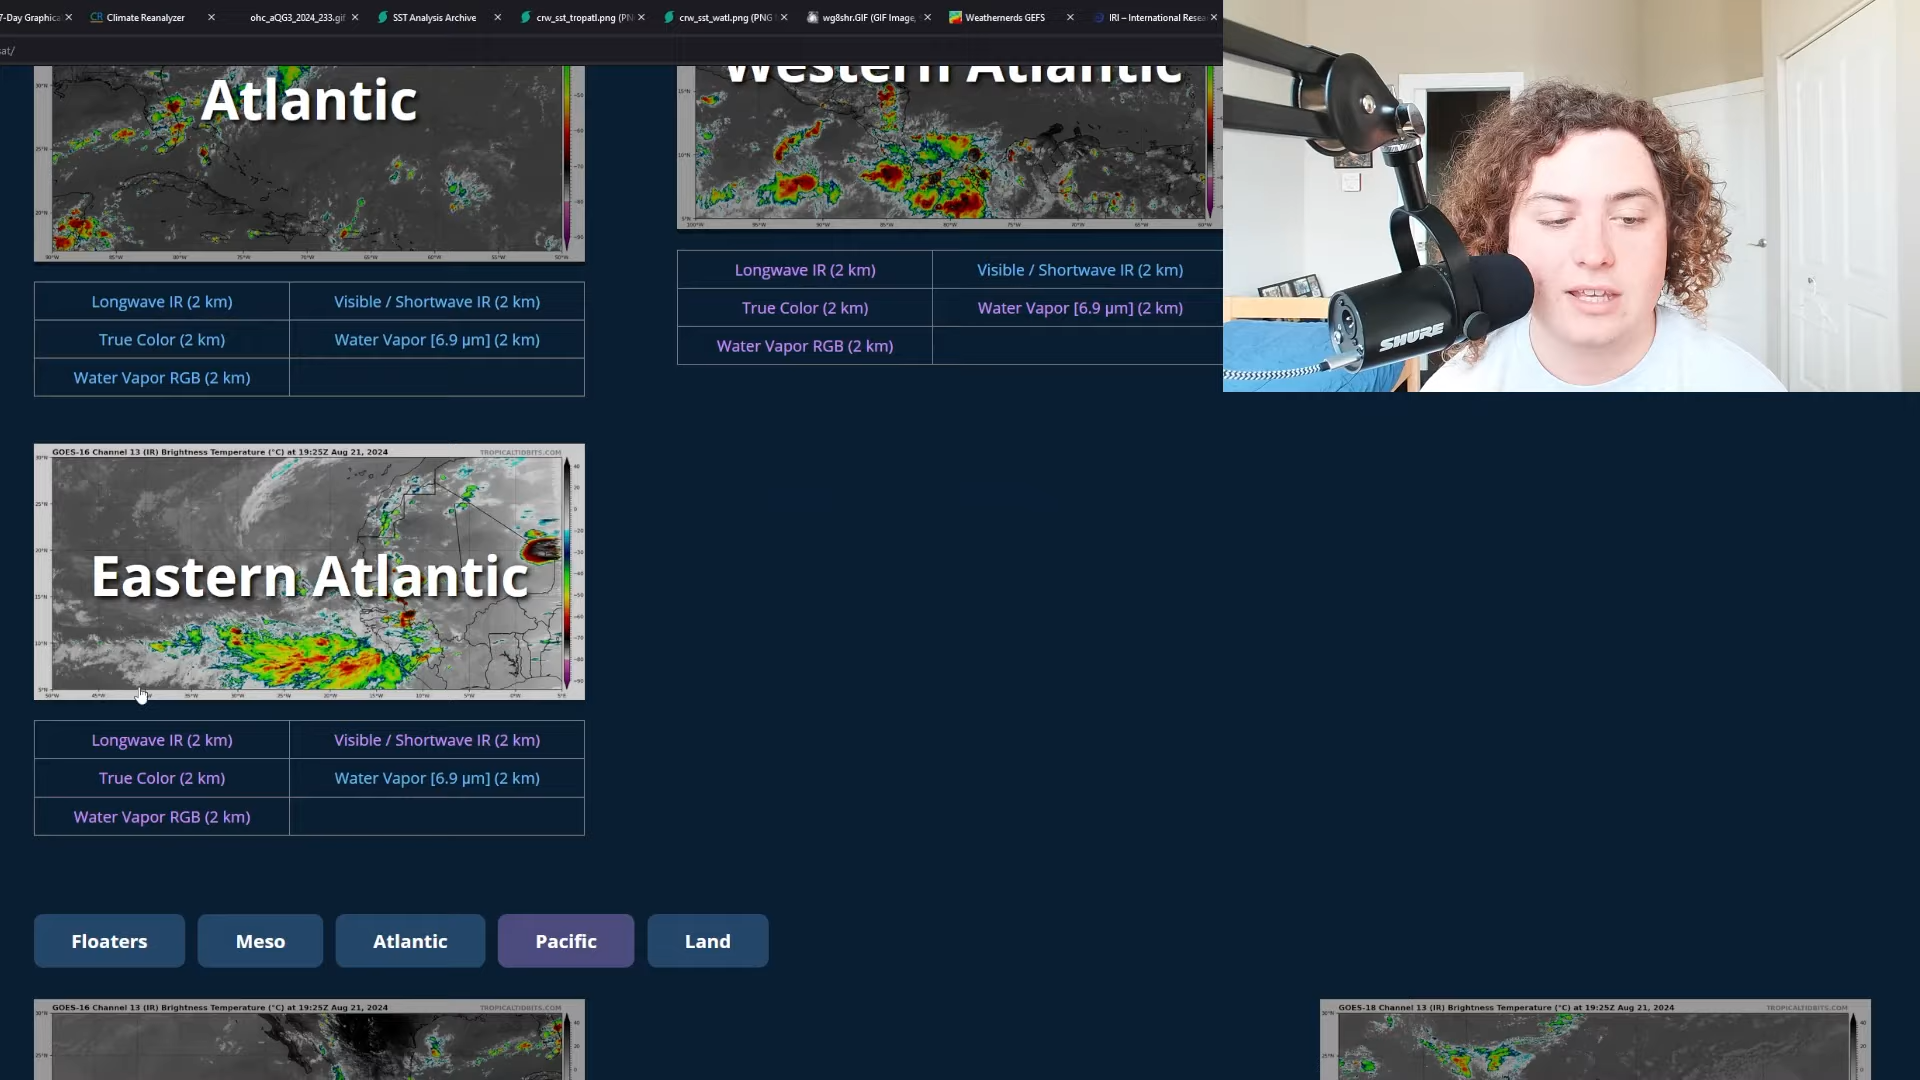 7-Day Graphica
Climate Reanalyzer
ohc_aQG3_2024_233.gif
SST Analysis Archive
crw_sst_tropatl.png (PN
crw_sst_watl.png (PNG
wg8shr.GIF (GIF Image,
Weathernerds GEFS
IRI – International Resea
sat/
Atlantic
Western Atlantic
Longwave IR (2 km)
Visible / Shortwave IR (2 km)
True Color (2 km)
Water Vapor [6.9 µm] (2 km)
Water Vapor RGB (2 km)
Longwave IR (2 km)
Visible / Shortwave IR (2 km)
True Color (2 km)
Water Vapor [6.9 µm] (2 km)
Water Vapor RGB (2 km)
SHURE
GOES-16 Channel 13 (IR) Brightness Temperature (°C) at 19:25Z Aug 21, 2024
TROPICALTIDBITS.COM
Eastern Atlantic
Longwave IR (2 km)
Visible / Shortwave IR (2 km)
True Color (2 km)
Water Vapor [6.9 µm] (2 km)
Water Vapor RGB (2 km)
Floaters
Meso
Atlantic
Pacific
Land
GOES-16 Channel 13 (IR) Brightness Temperature (°C) at 19:25Z Aug 21, 2024
TROPICALTIDBITS.COM
GOES-18 Channel 13 (IR) Brightness Temperature (°C) at 19:25Z Aug 21, 2024
TROPICALTIDBITS.COM